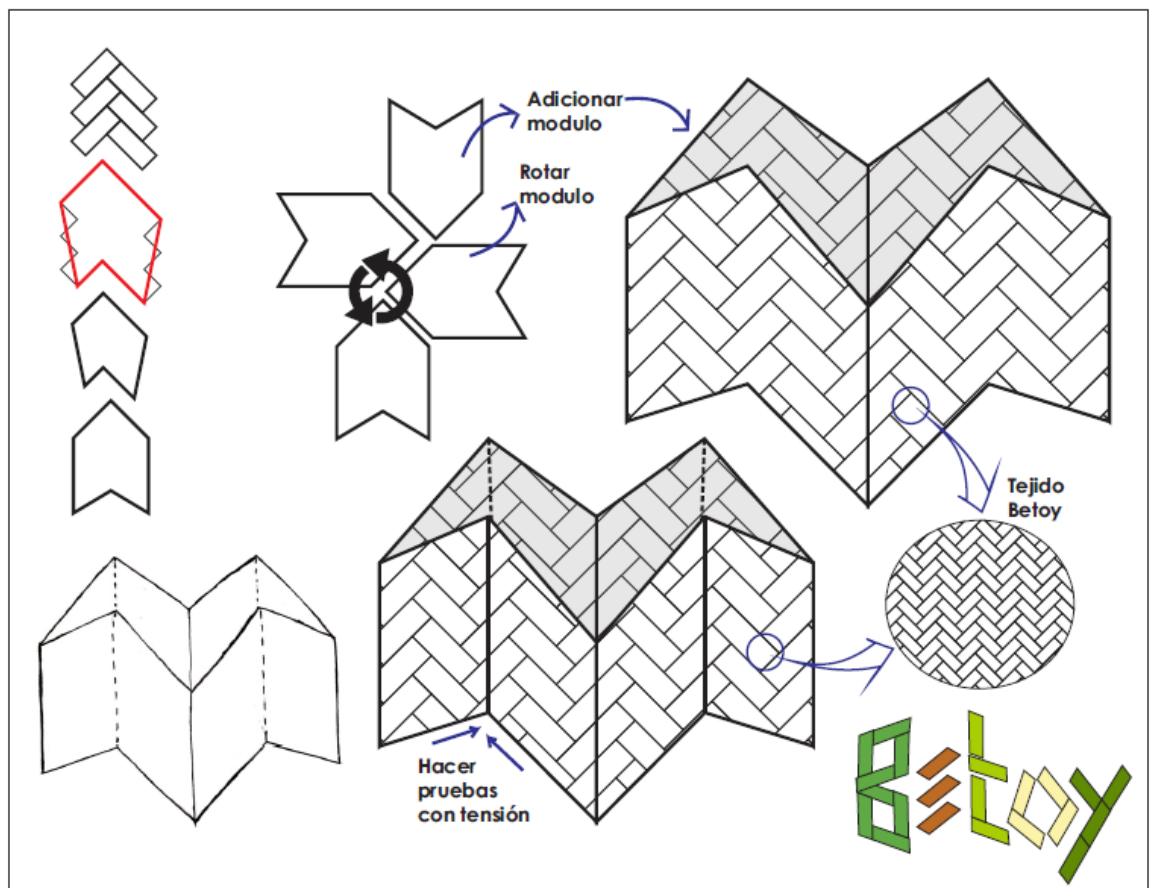 Adicionar
modulo
Rotar
modulo
Tejido
Betoy
Hacer
pruebas
con tensión
Betoy